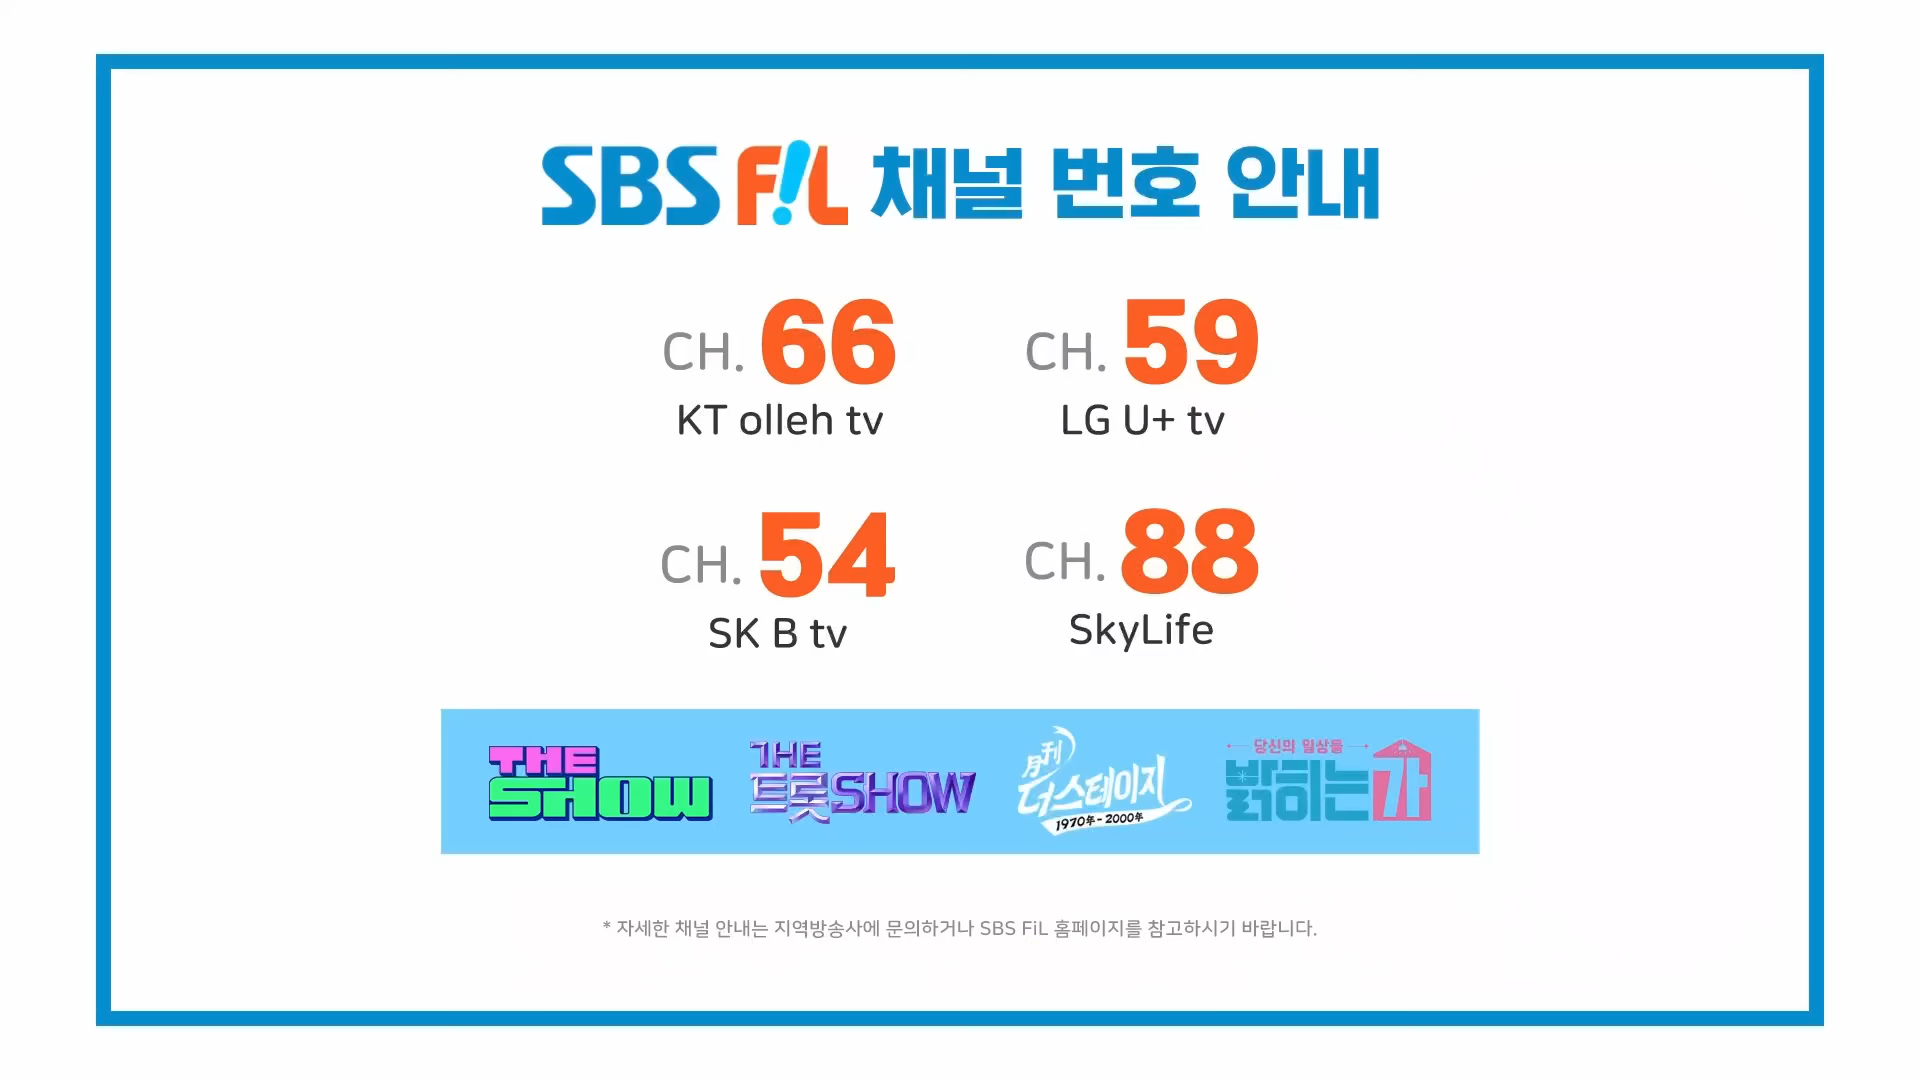 SBS F!L 채널 번호 안내
CH. 66
KT olleh tv
CH. 59
LG U+ tv
CH. 54
SK B tv
CH. 88
SkyLife
THE
SHOW
THE
트롯SHOW
月刊
더스테이지
1970年-2000年
당신의 일상을
밝히는가
* 자세한 채널 안내는 지역방송사에 문의하거나 SBS FiL 홈페이지를 참고하시기 바랍니다.